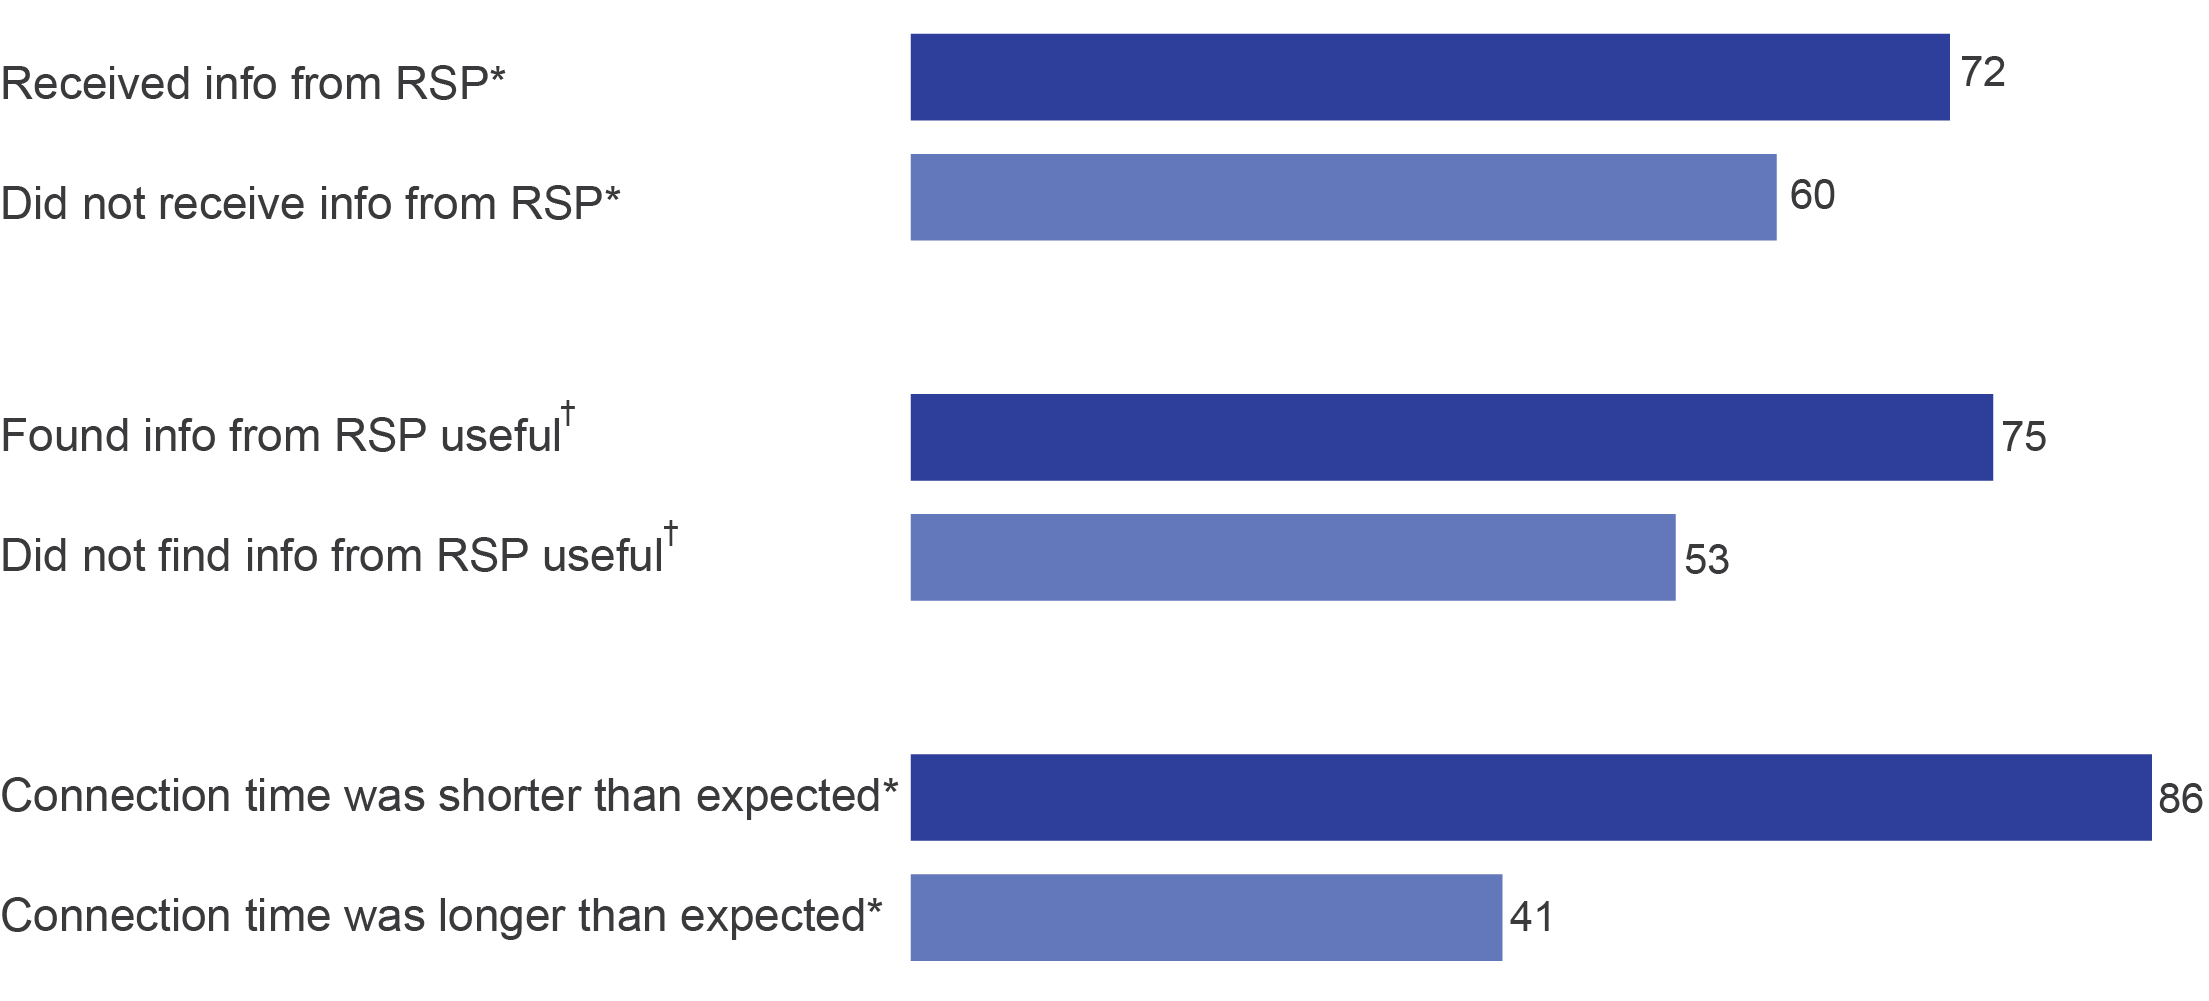 Received info from RSP* 72
Did not receive info from RSP* 60
Found info from RSP useful† 75
Did not find info from RSP useful† 53
Connection time was shorter than expected* 86
Connection time was longer than expected* 41